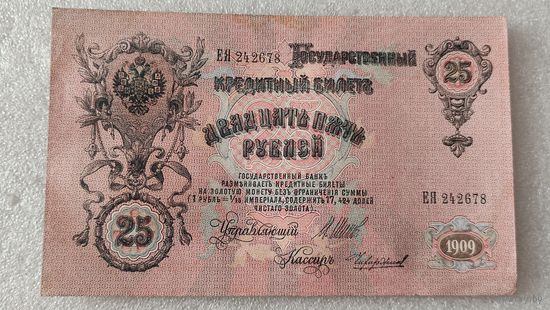 ЕЯ 242678 Государственный
25
Кредитный Билетъ
Двадцать пять
Рублей
Государственный Банкъ
размѣниваетъ кредитные билеты
на золотую монету безъ ограниченія суммы
(1 рубль = 1/15 имперіала, содержитъ 17,424 долей
чистаго золота).
ЕЯ 242678
Управляющій
25
Кассиръ
1909